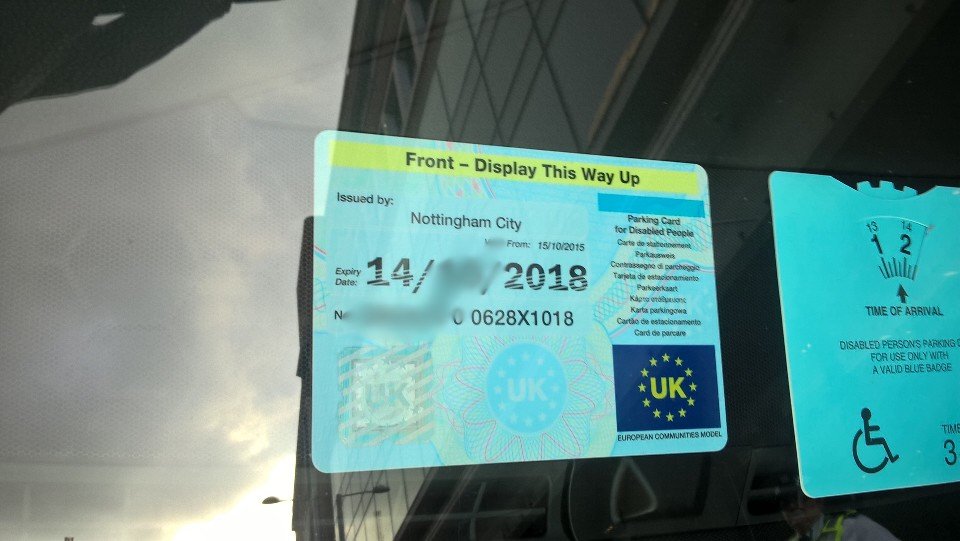 Front – Display This Way Up
Issued by:
Nottingham City
From: 15/10/2015
Expiry
Date: 14/ /2018
0 0628X1018
UK
UK
Parking Card
for Disabled People
Carte de stationnement
Parkausweis
Contrassegno di parcheggio
Tarjeta de estacionamiento
Parkeerkaart
Κάρτα στάθμευσης
Karta parkingowa
Cartão de estacionamento
Card de parcare
UK
EUROPEAN COMMUNITIES MODEL
13 14
1 2
TIME OF ARRIVAL
DISABLED PERSON'S PARKING
FOR USE ONLY WITH
A VALID BLUE BADGE
TIME
3